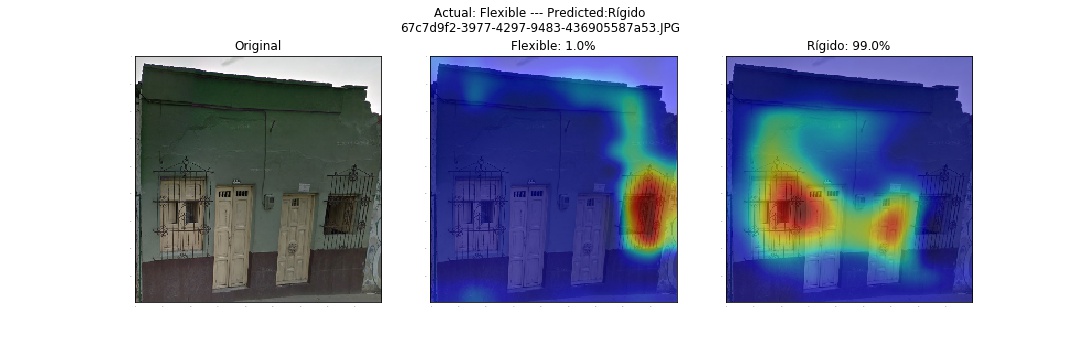 Actual: Flexible --- Predicted:Rígido
67c7d9f2-3977-4297-9483-436905587a53.JPG
Original
Flexible: 1.0%
Rígido: 99.0%